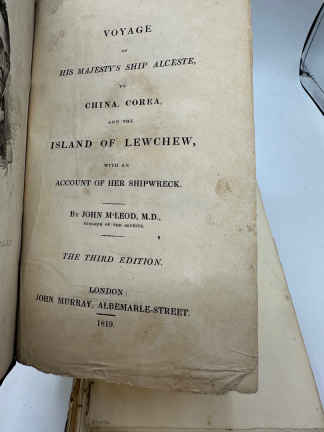 VOYAGE
OF
HIS MAJESTY'S SHIP ALCESTE,
TO
CHINA, COREA,
AND THE
ISLAND OF LEWCHEW,
WITH AN
ACCOUNT OF HER SHIPWRECK.
BY JOHN M‘LEOD, M.D.,
SURGEON OF THE ALCESTE.
THE THIRD EDITION.
LONDON:
JOHN MURRAY, ALBEMARLE-STREET.
1819.